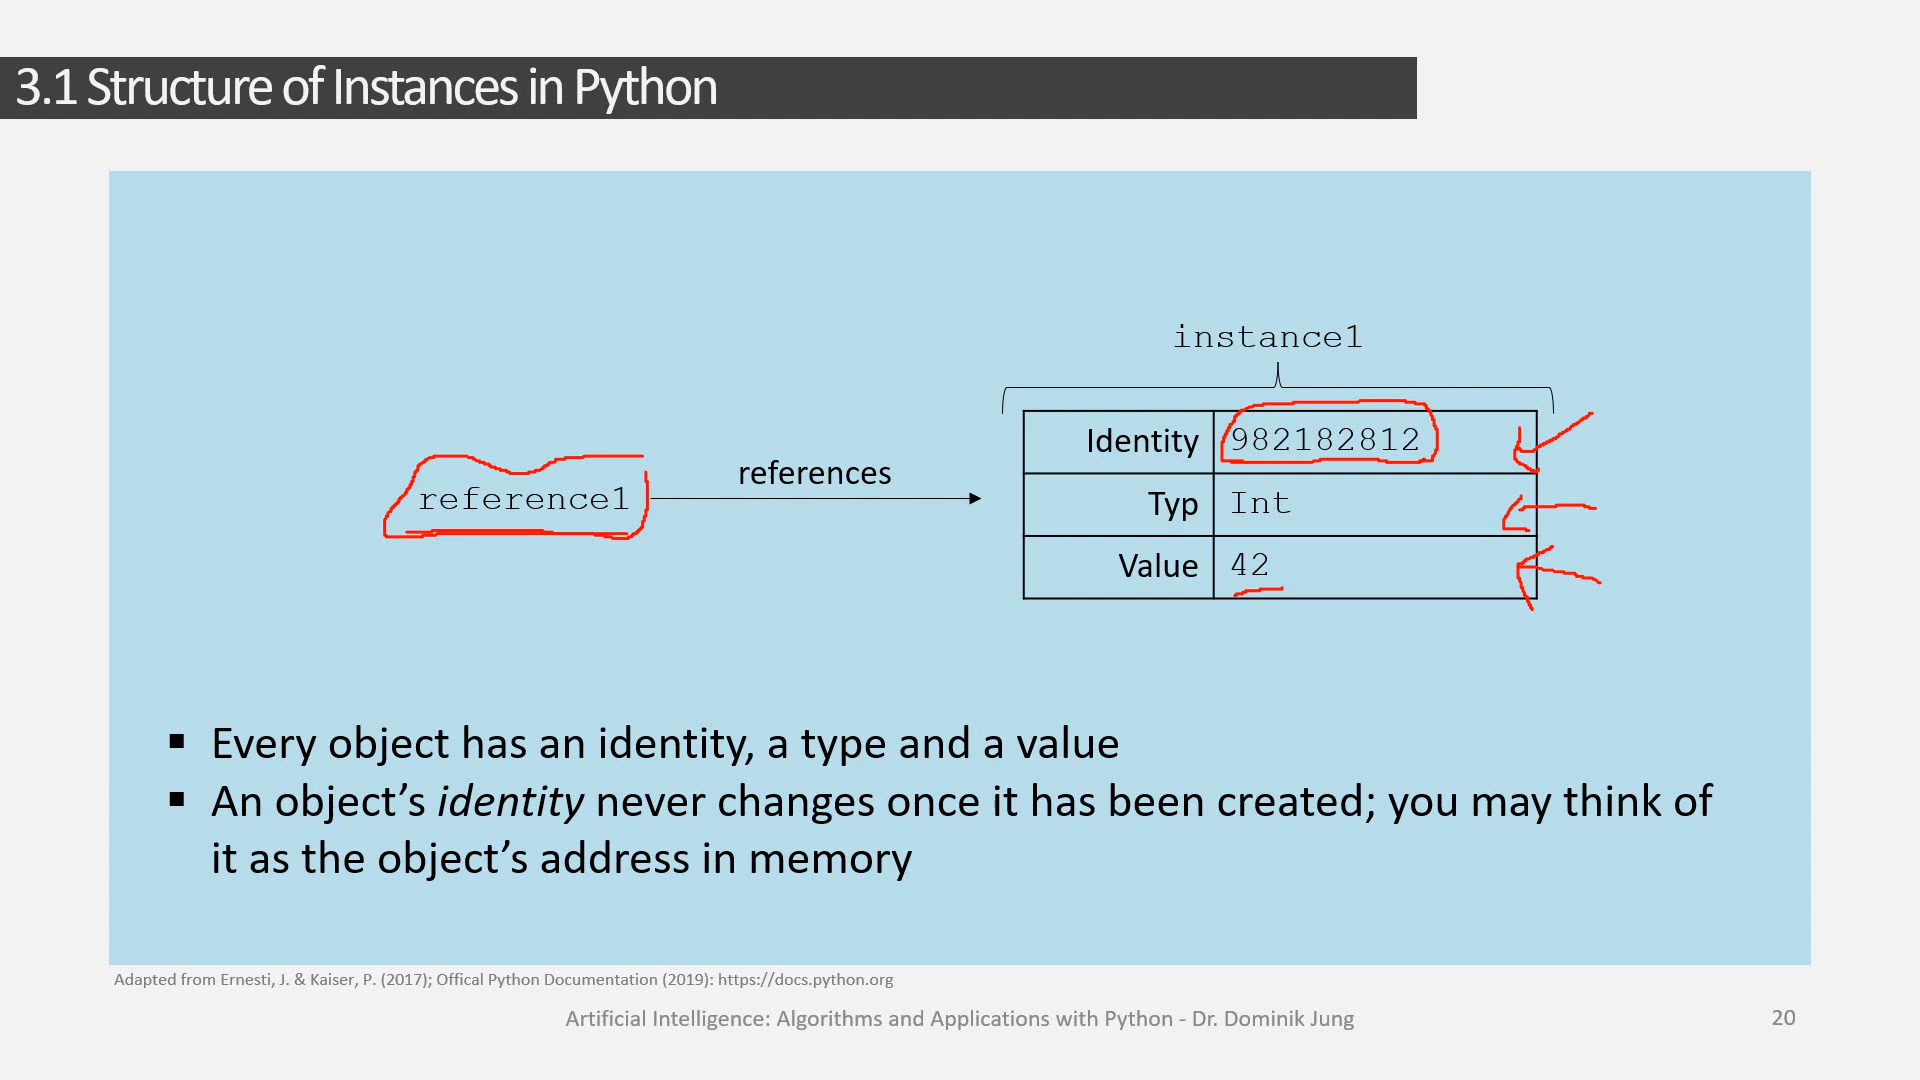 3.1 Structure of Instances in Python
instance1
reference1
references
Identity 982182812
Typ Int
Value 42
▪ Every object has an identity, a type and a value
▪ An object’s identity never changes once it has been created; you may think of
it as the object’s address in memory
Adapted from Ernesti, J. & Kaiser, P. (2017); Offical Python Documentation (2019): https://docs.python.org
Artificial Intelligence: Algorithms and Applications with Python - Dr. Dominik Jung
20